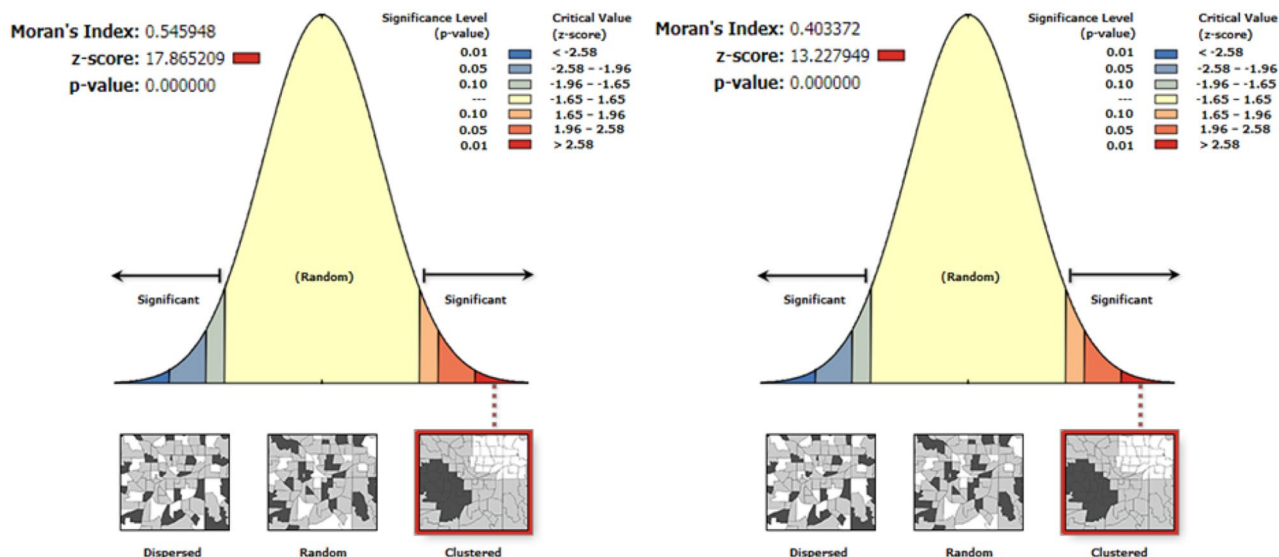 Moran's Index: 0.545948
z-score: 17.865209
p-value: 0.000000
Significance Level
(p-value)
Critical Value
(z-score)
0.01 < -2.58
0.05 -2.58 – -1.96
0.10 -1.96 – -1.65
--- -1.65 – 1.65
0.10 1.65 – 1.96
0.05 1.96 – 2.58
0.01 > 2.58
(Random)
Significant
Significant
Dispersed
Random
Clustered
Moran's Index: 0.403372
z-score: 13.227949
p-value: 0.000000
Significance Level
(p-value)
Critical Value
(z-score)
0.01 < -2.58
0.05 -2.58 – -1.96
0.10 -1.96 – -1.65
--- -1.65 – 1.65
0.10 1.65 – 1.96
0.05 1.96 – 2.58
0.01 > 2.58
(Random)
Significant
Significant
Dispersed
Random
Clustered